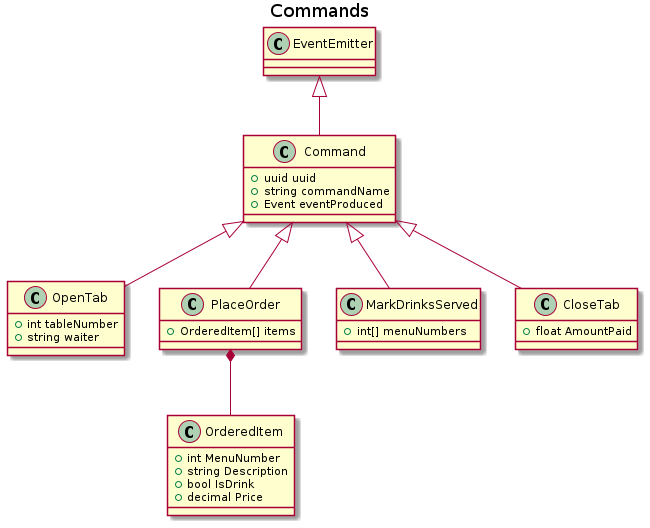 Commands
C EventEmitter
C Command
uuid uuid
string commandName
Event eventProduced
C OpenTab
int tableNumber
string waiter
C PlaceOrder
OrderedItem[] items
C MarkDrinksServed
int[] menuNumbers
C CloseTab
float AmountPaid
C OrderedItem
int MenuNumber
string Description
bool IsDrink
decimal Price